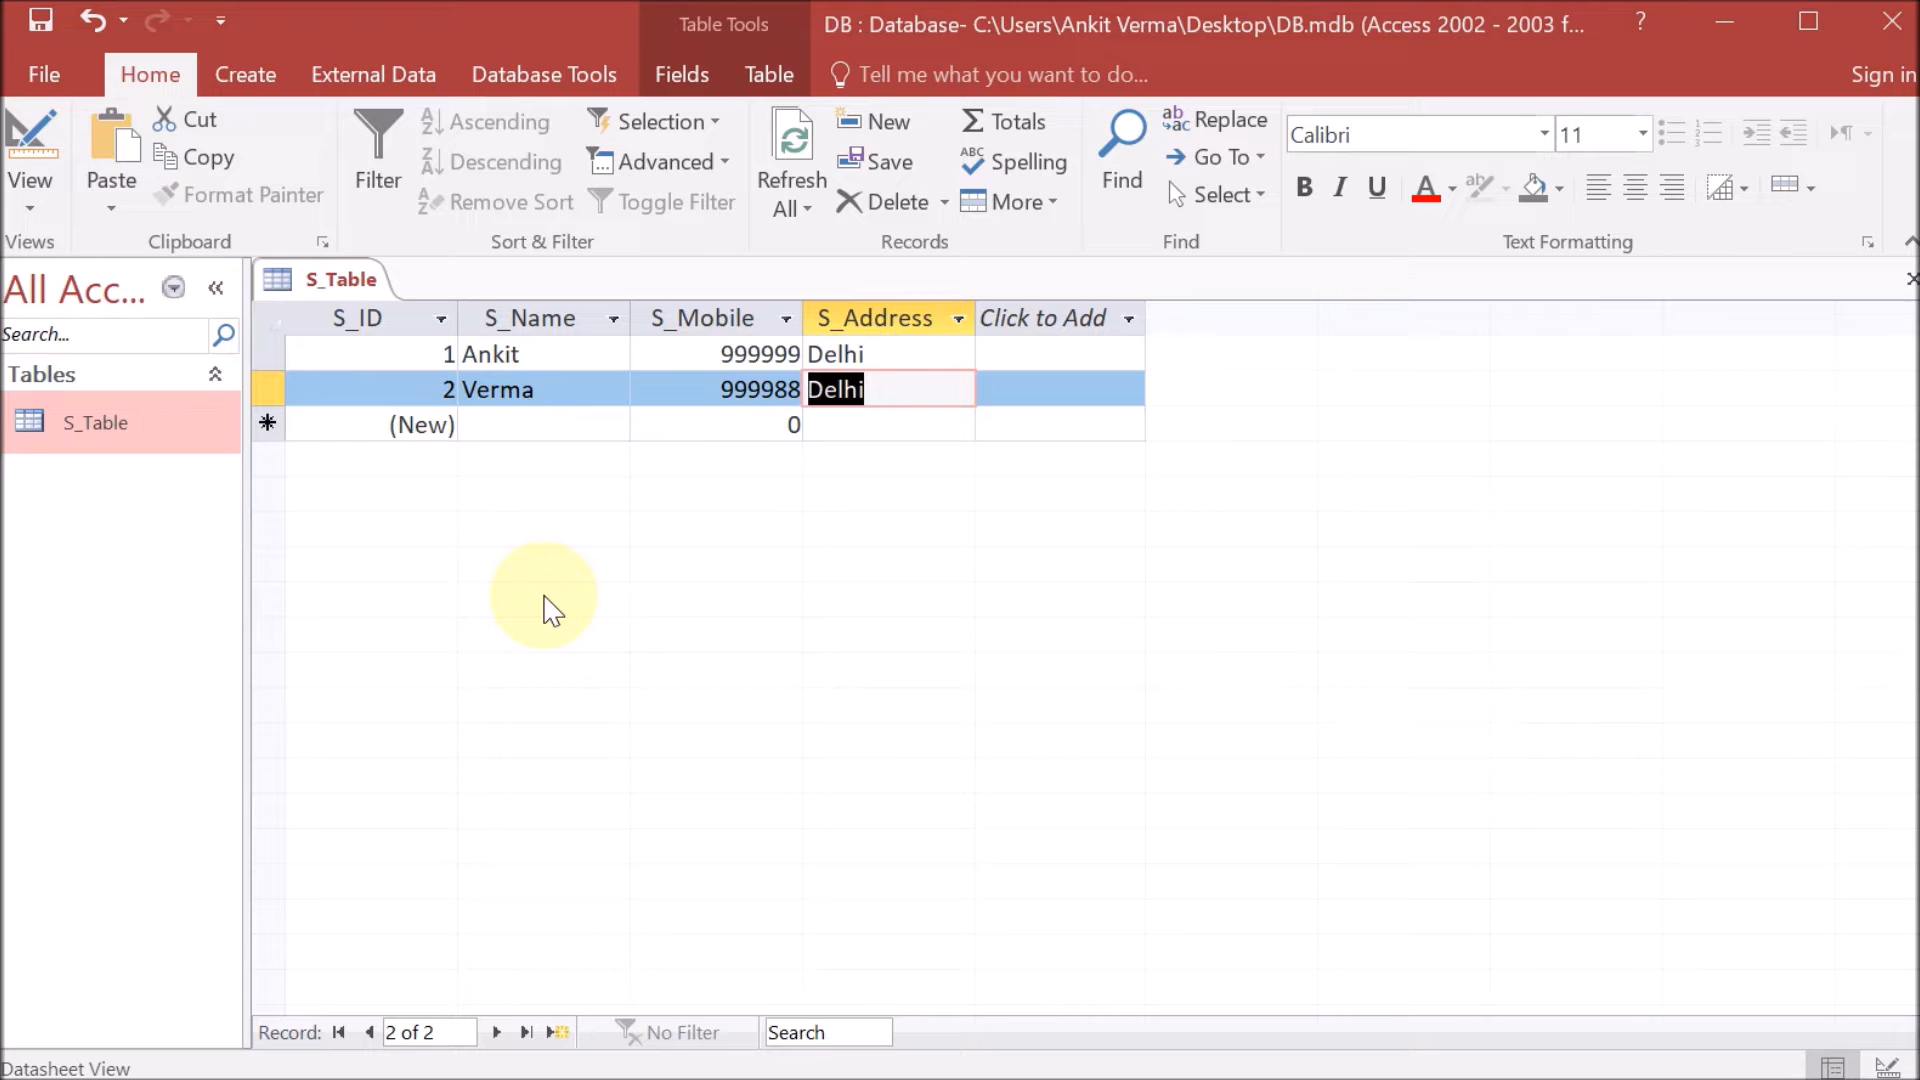 Table Tools
DB : Database- C:\Users\Ankit Verma\Desktop\DB.mdb (Access 2002 - 2003 f...
?
File
Home
Create
External Data
Database Tools
Fields
Table
Tell me what you want to do...
Sign in
View
Views
Paste
Cut
Copy
Format Painter
Clipboard
Filter
Ascending
Descending
Remove Sort
Selection
Advanced
Toggle Filter
Sort & Filter
Refresh
All
New
Save
Delete
Totals
Spelling
More
Records
Find
Replace
Go To
Select
Find
Calibri
11
B I U
Text Formatting
All Acc...
Search...
Tables
S_Table
S_Table
S_ID S_Name S_Mobile S_Address Click to Add
1 Ankit 999999 Delhi
2 Verma 999988 Delhi
(New) 0
Record: 2 of 2 No Filter Search
Datasheet View